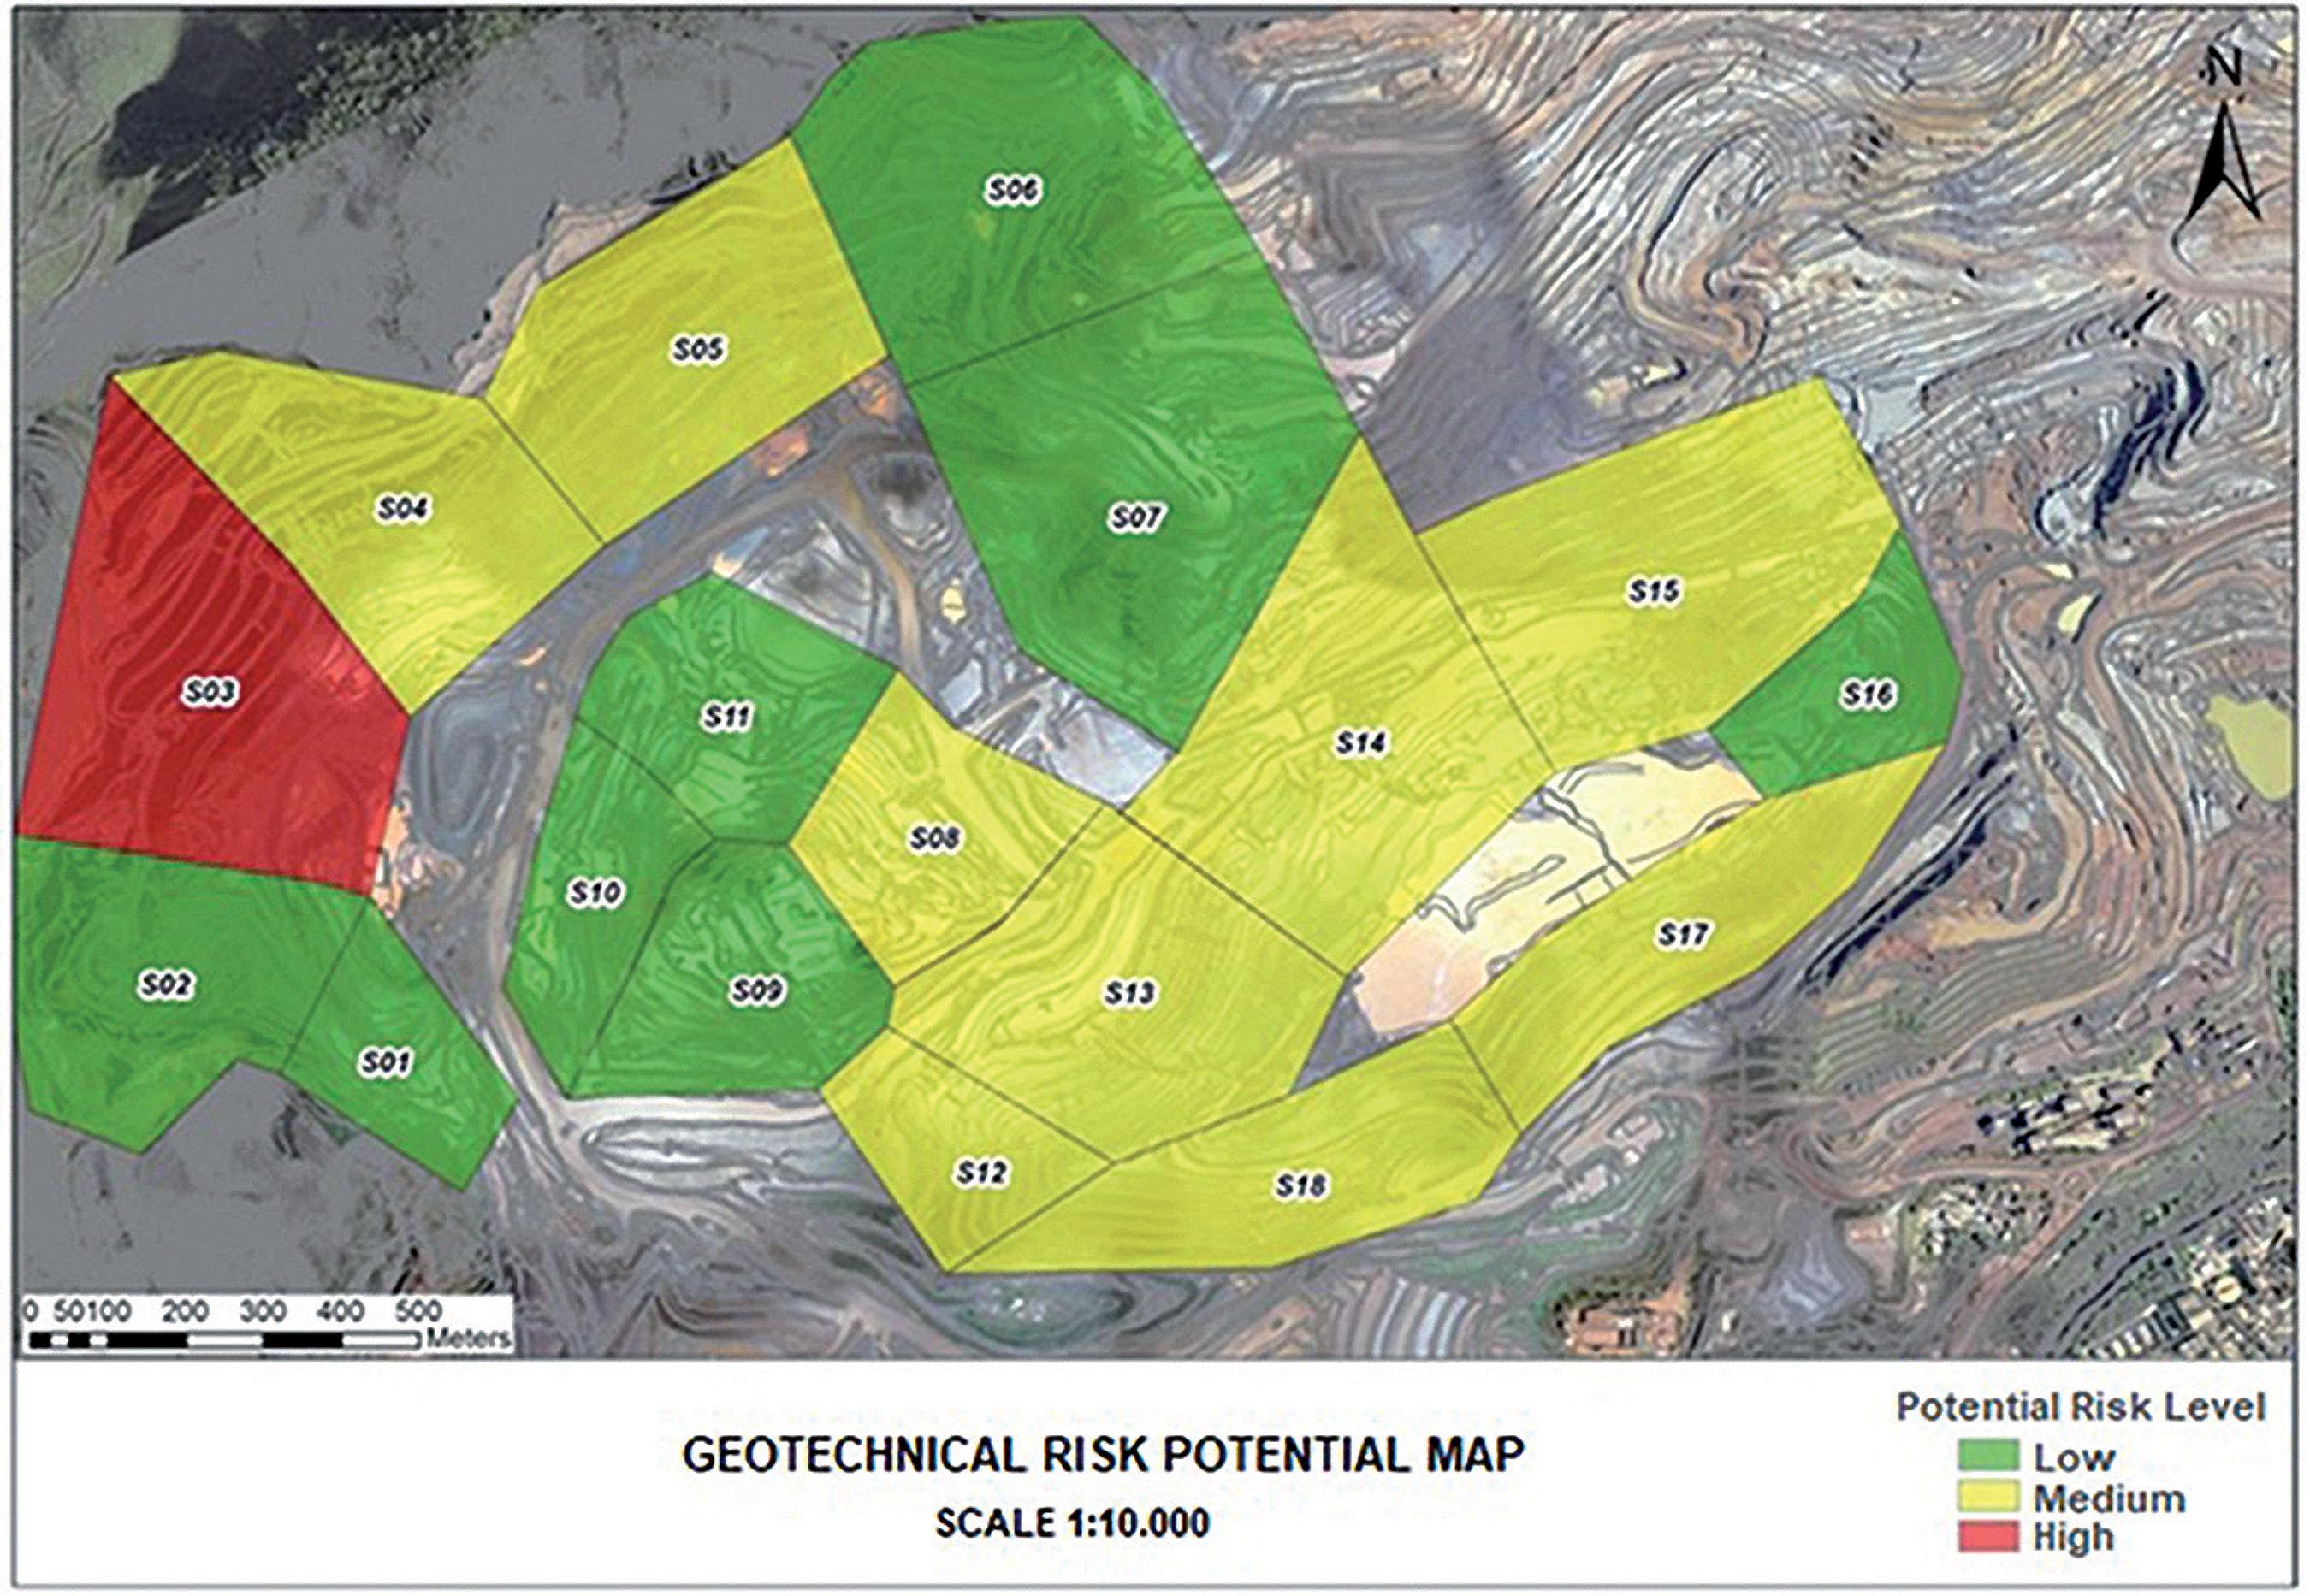 N
S06
S05
S07
S04
S15
S03
S16
S11
S14
S08
S10
S17
S02
S09
S13
S01
S12
S18
0 50100 200 300 400 500
Meters
Potential Risk Level
GEOTECHNICAL RISK POTENTIAL MAP
Low
Medium
SCALE 1:10.000
High